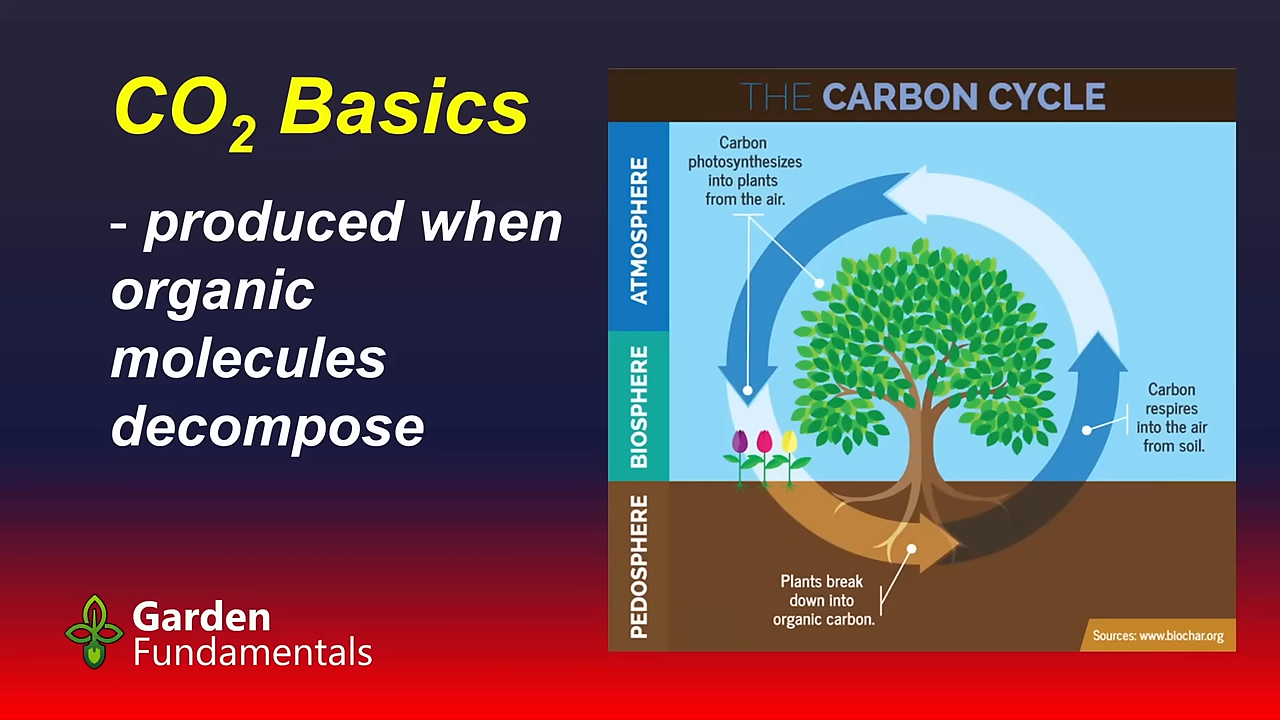 CO2 Basics
- produced when
organic
molecules
decompose
Garden
Fundamentals
THE CARBON CYCLE
ATMOSPHERE
BIOSPHERE
PEDOSPHERE
Carbon
photosynthesizes
into plants
from the air.
Carbon
respires
into the air
from soil.
Plants break
down into
organic carbon.
Sources: www.biochar.org